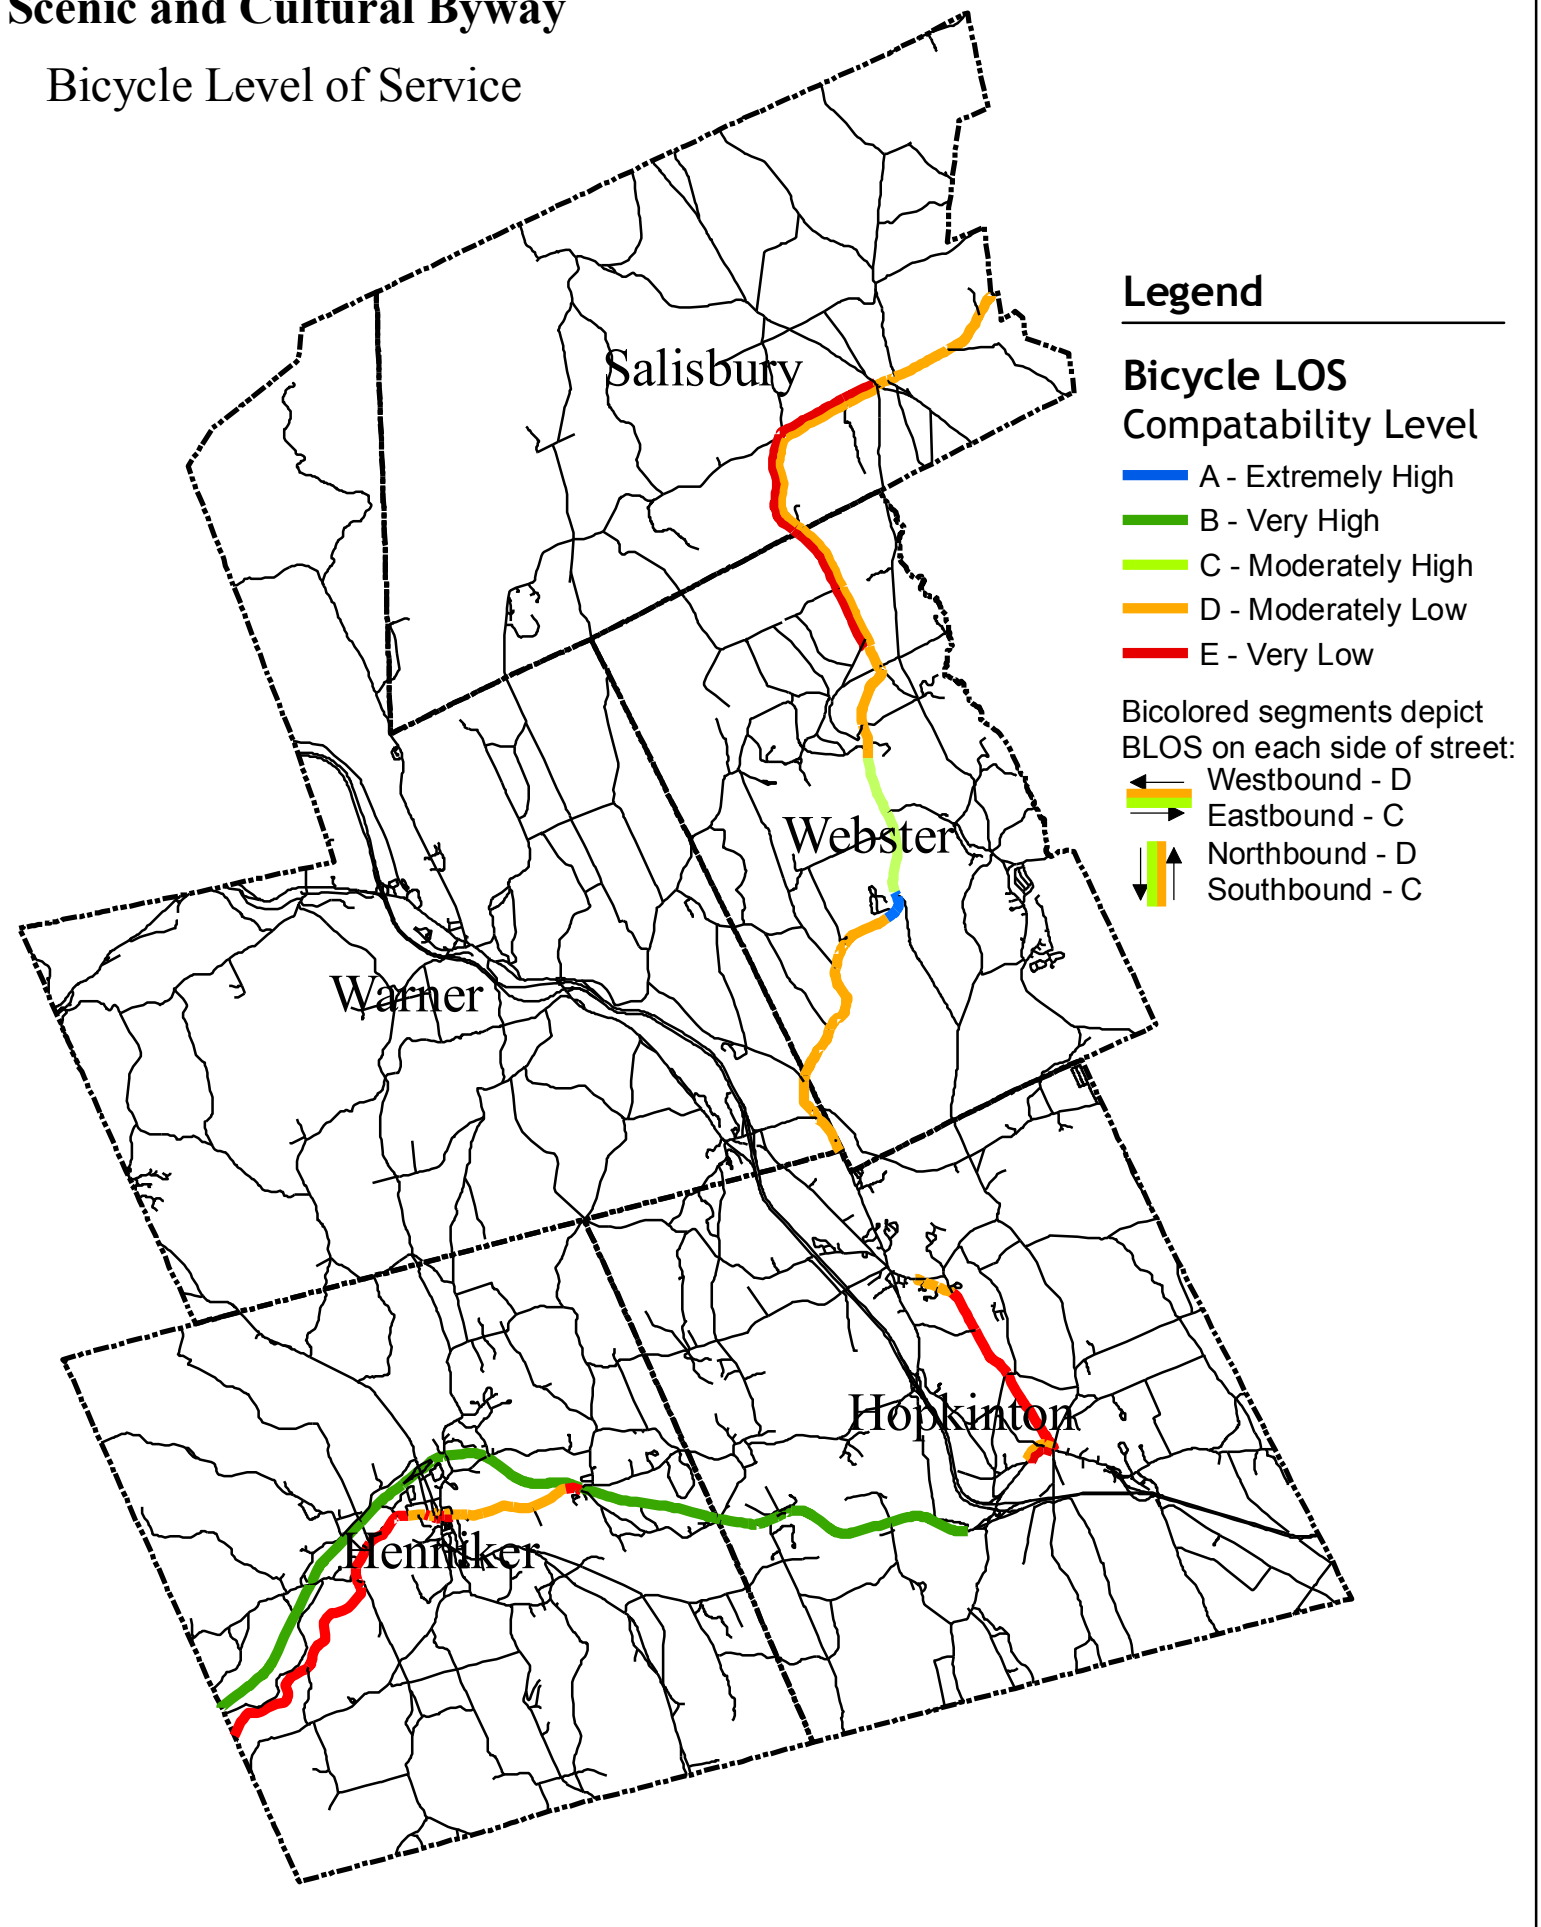 Scenic and Cultural Byway
Bicycle Level of Service
Legend
Bicycle LOS
Compatability Level
A - Extremely High
B - Very High
C - Moderately High
D - Moderately Low
E - Very Low
Bicolored segments depict
BLOS on each side of street:
Westbound - D
Eastbound - C
Northbound - D
Southbound - C
Salisbury
Webster
Warner
Hopkinton
Henniker